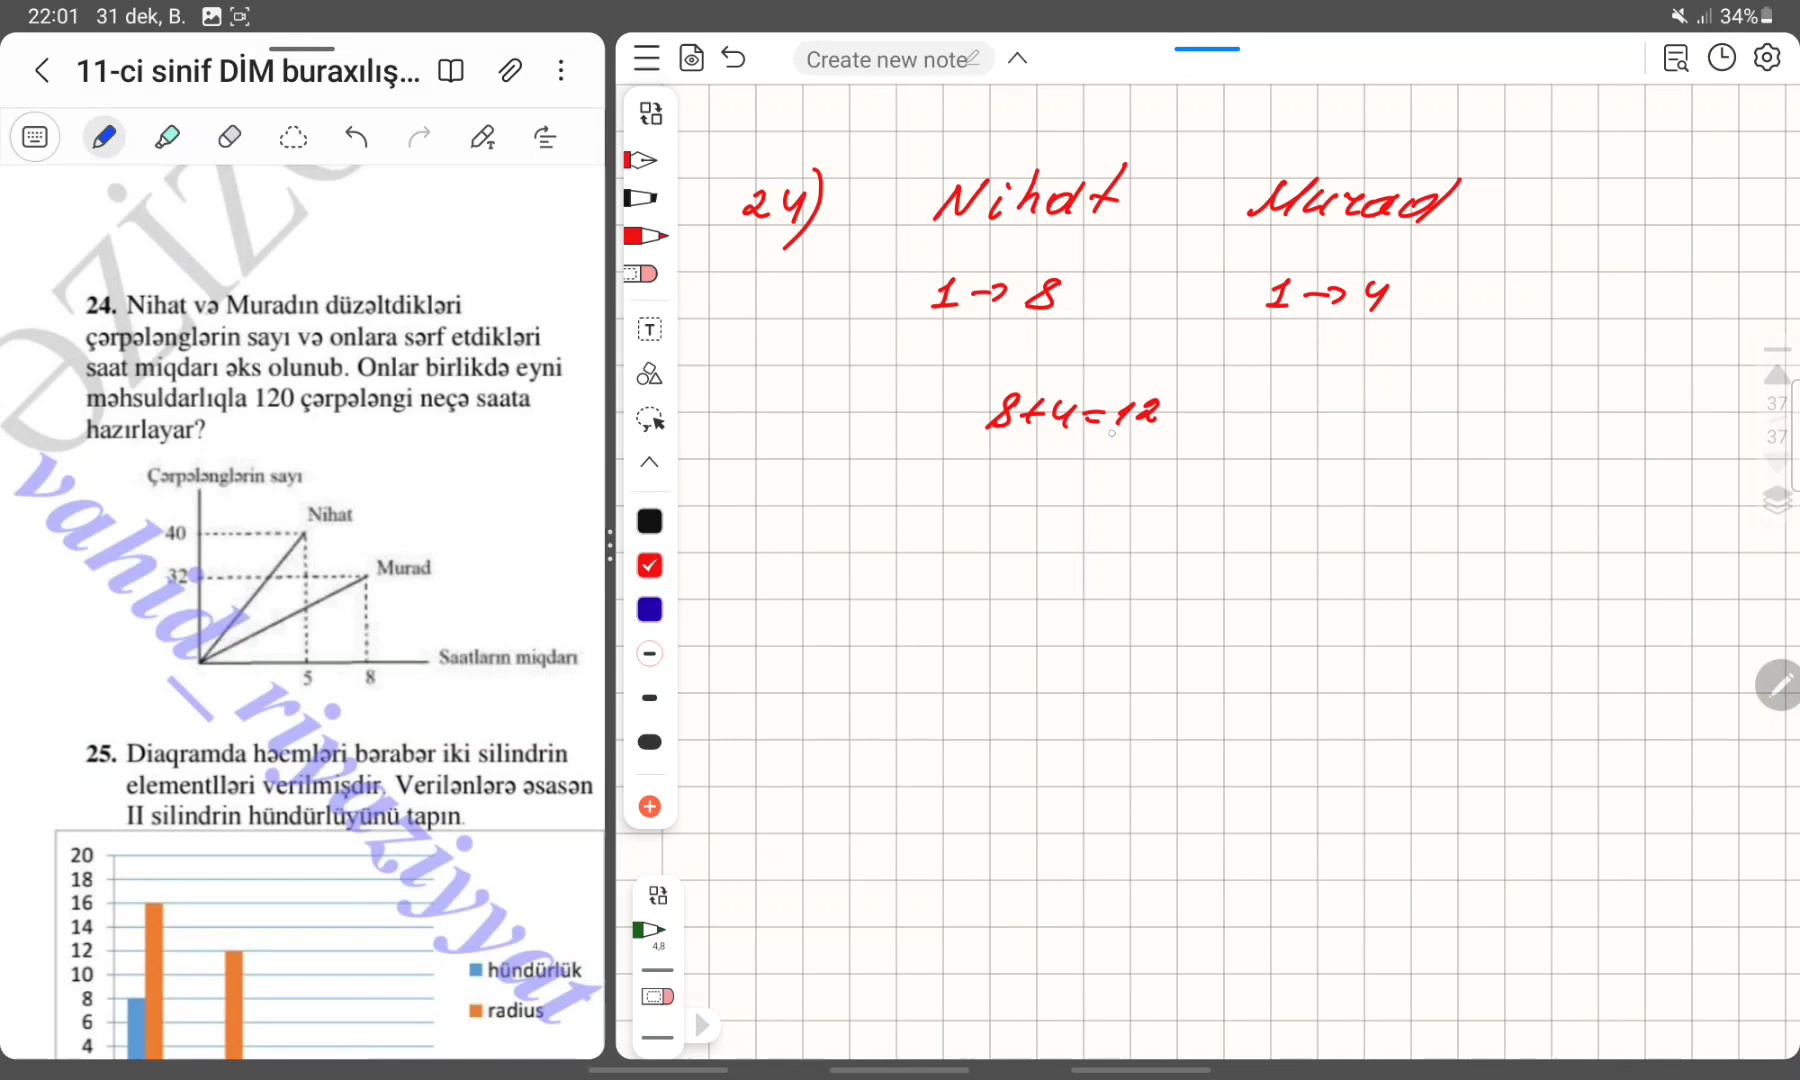 22:01 31 dek, B.
34%
11-ci sinif DİM buraxılış...
Create new note
24. Nihat və Muradın düzəltdikləri
çərpələnglərin sayı və onlara sərf etdikləri
saat miqdarı əks olunub. Onlar birlikdə eyni
məhsuldarlıqla 120 çərpələngi neçə saata
hazırlayar?
Çərpələnglərin sayı
Nihat
40
Murad
32
Saatların miqdarı
5 8
25. Diaqramda həcmləri bərabər iki silindrin
elementlləri verilmişdir. Verilənlərə əsasən
II silindrin hündürlüyünü tapın.
20
18
16
14
12
10
8
6
4
hündürlük
radius
vahid_riyaziyyat
24) Nihat Murad
1 → 8 1 → 4
8+4=12
T
4,8
37
37